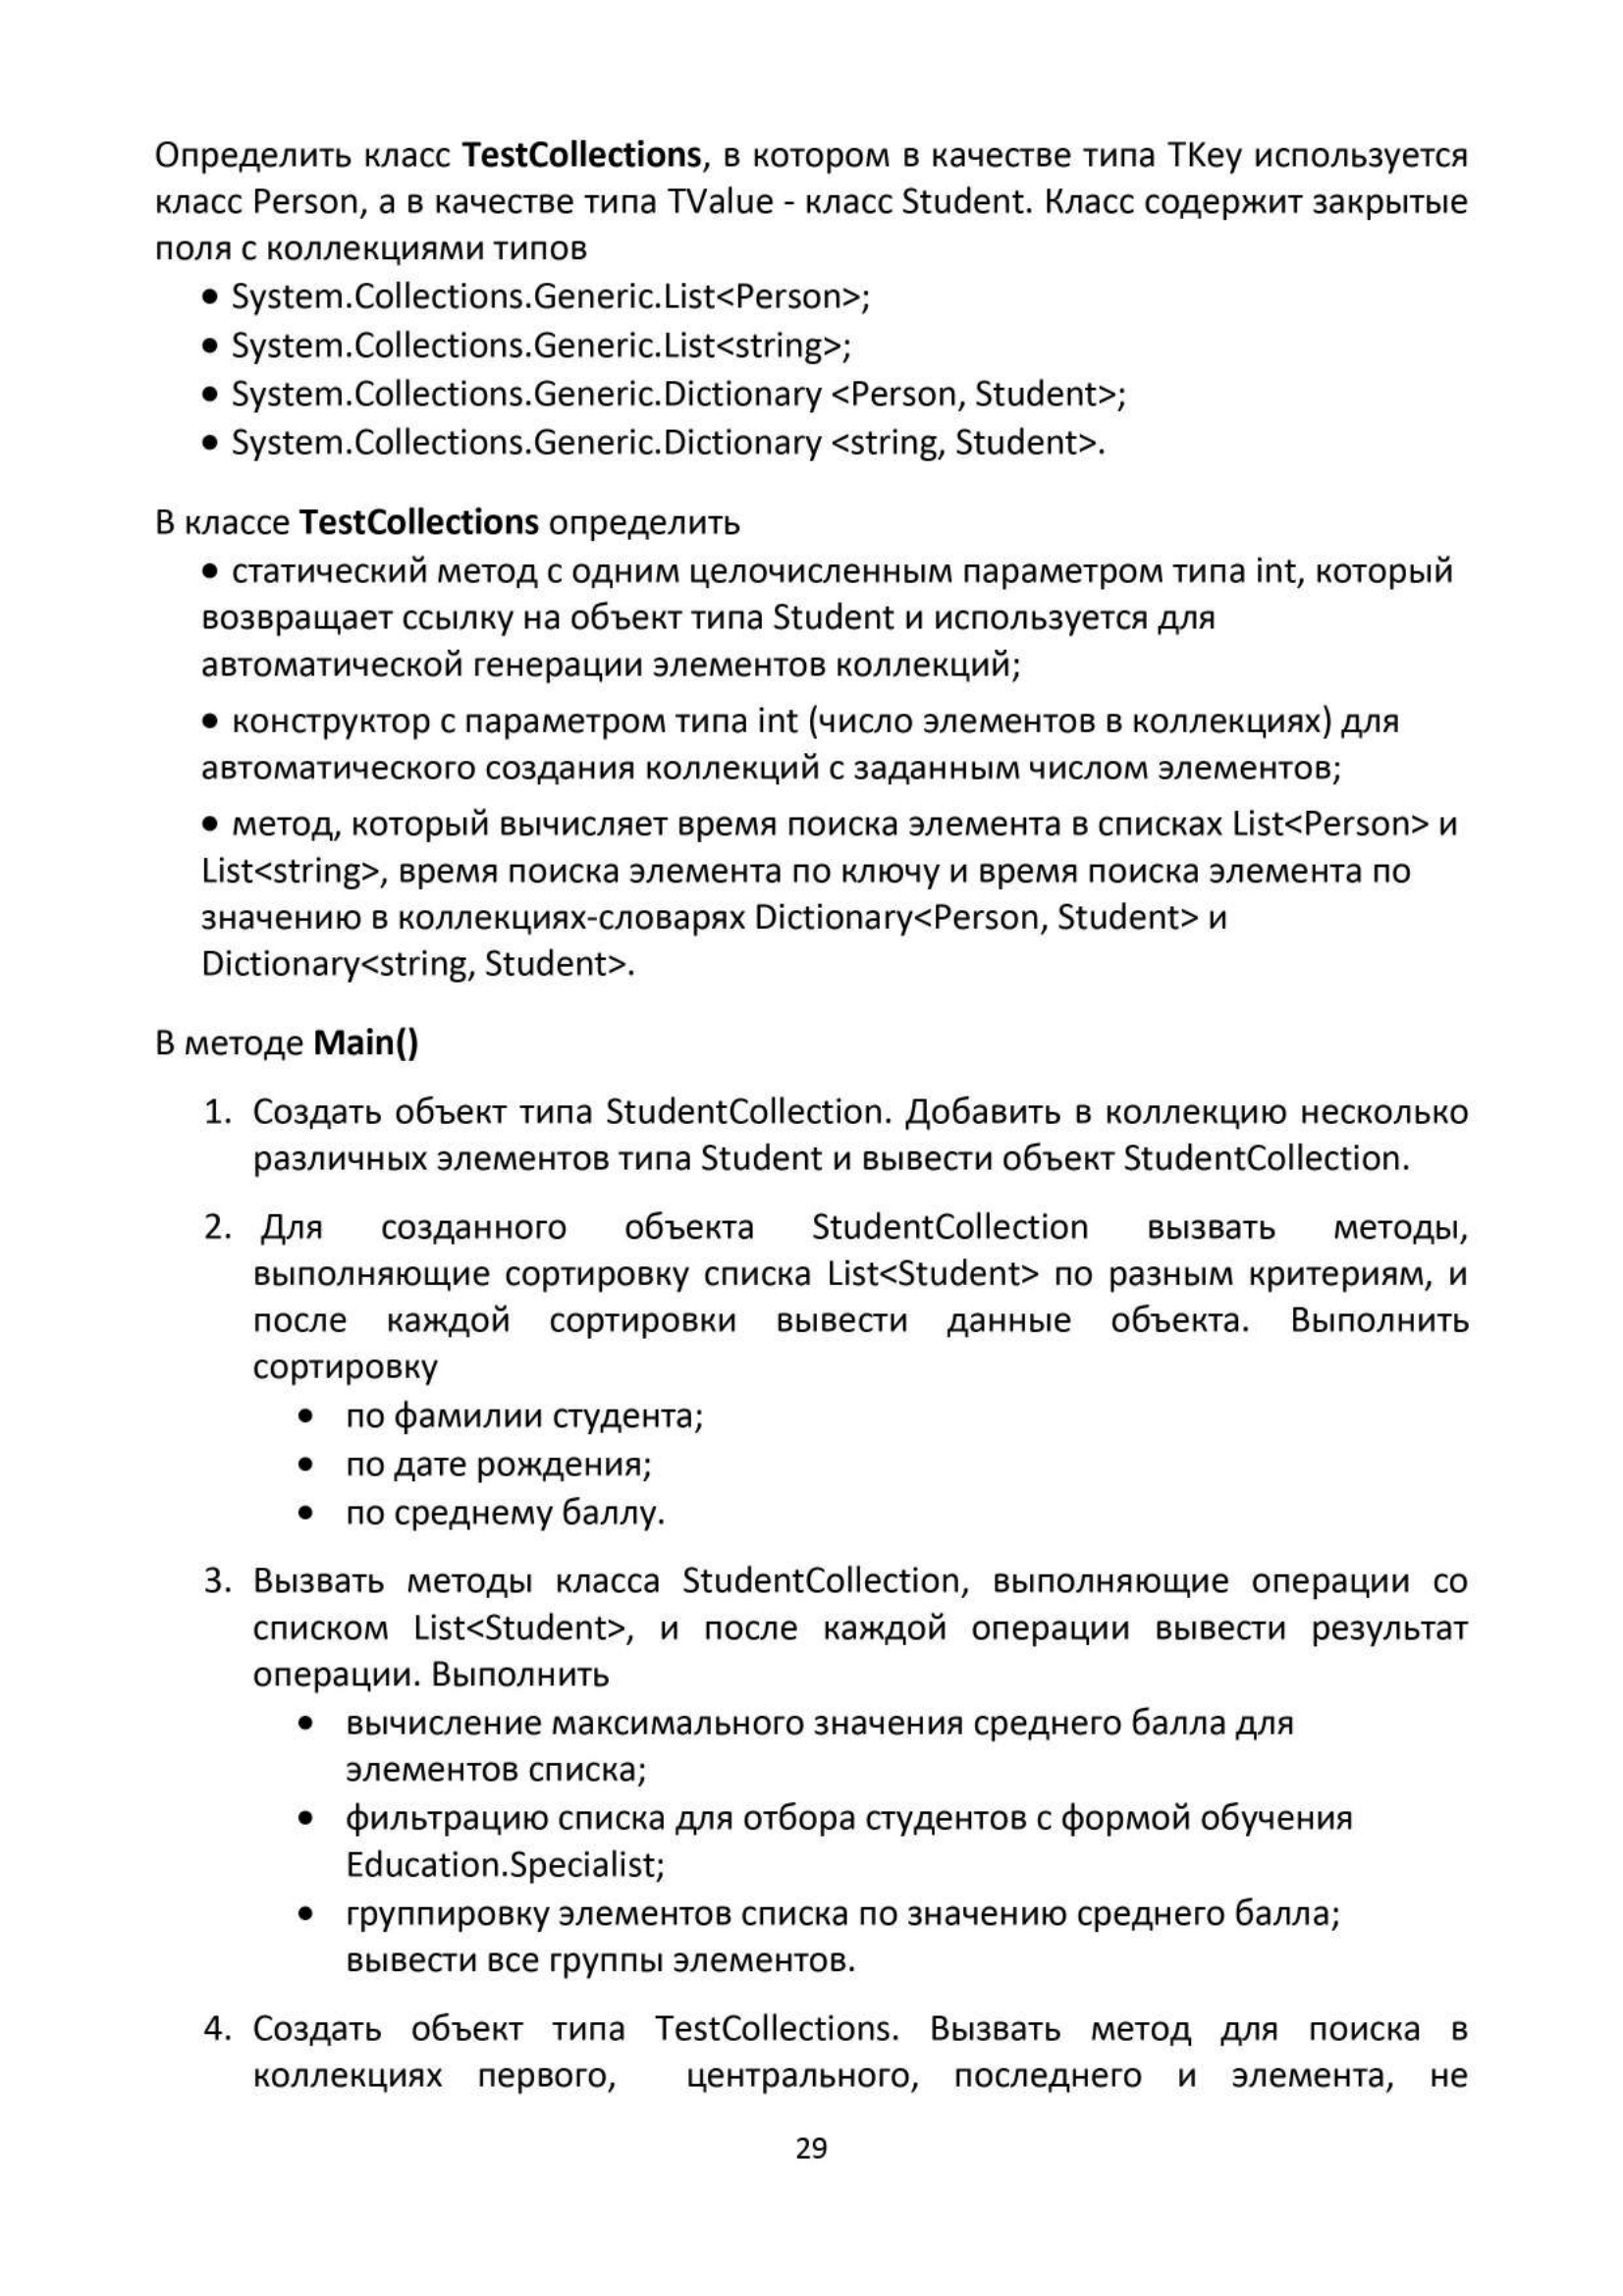 Определить класс TestCollections, в котором в качестве типа TKey используется
класс Person, а в качестве типа TValue - класс Student. Класс содержит закрытые
поля с коллекциями типов
• System.Collections.Generic.List<Person>;
• System.Collections.Generic.List<string>;
• System.Collections.Generic.Dictionary <Person, Student>;
• System.Collections.Generic.Dictionary <string, Student>.
В классе TestCollections определить
• статический метод с одним целочисленным параметром типа int, который
возвращает ссылку на объект типа Student и используется для
автоматической генерации элементов коллекций;
• конструктор c параметром типа int (число элементов в коллекциях) для
автоматического создания коллекций с заданным числом элементов;
• метод, который вычисляет время поиска элемента в списках List<Person> и
List<string>, время поиска элемента по ключу и время поиска элемента по
значению в коллекциях-словарях Dictionary<Person, Student> и
Dictionary<string, Student>.
В методе Main()
1. Создать объект типа StudentCollection. Добавить в коллекцию несколько
различных элементов типа Student и вывести объект StudentCollection.
2. Для созданного объекта StudentCollection вызвать методы,
выполняющие сортировку списка List<Student> по разным критериям, и
после каждой сортировки вывести данные объекта. Выполнить
сортировку
• по фамилии студента;
• по дате рождения;
• по среднему баллу.
3. Вызвать методы класса StudentCollection, выполняющие операции со
списком List<Student>, и после каждой операции вывести результат
операции. Выполнить
• вычисление максимального значения среднего балла для
элементов списка;
• фильтрацию списка для отбора студентов с формой обучения
Education.Specialist;
• группировку элементов списка по значению среднего балла;
вывести все группы элементов.
4. Создать объект типа TestCollections. Вызвать метод для поиска в
коллекциях первого, центрального, последнего и элемента, не
29